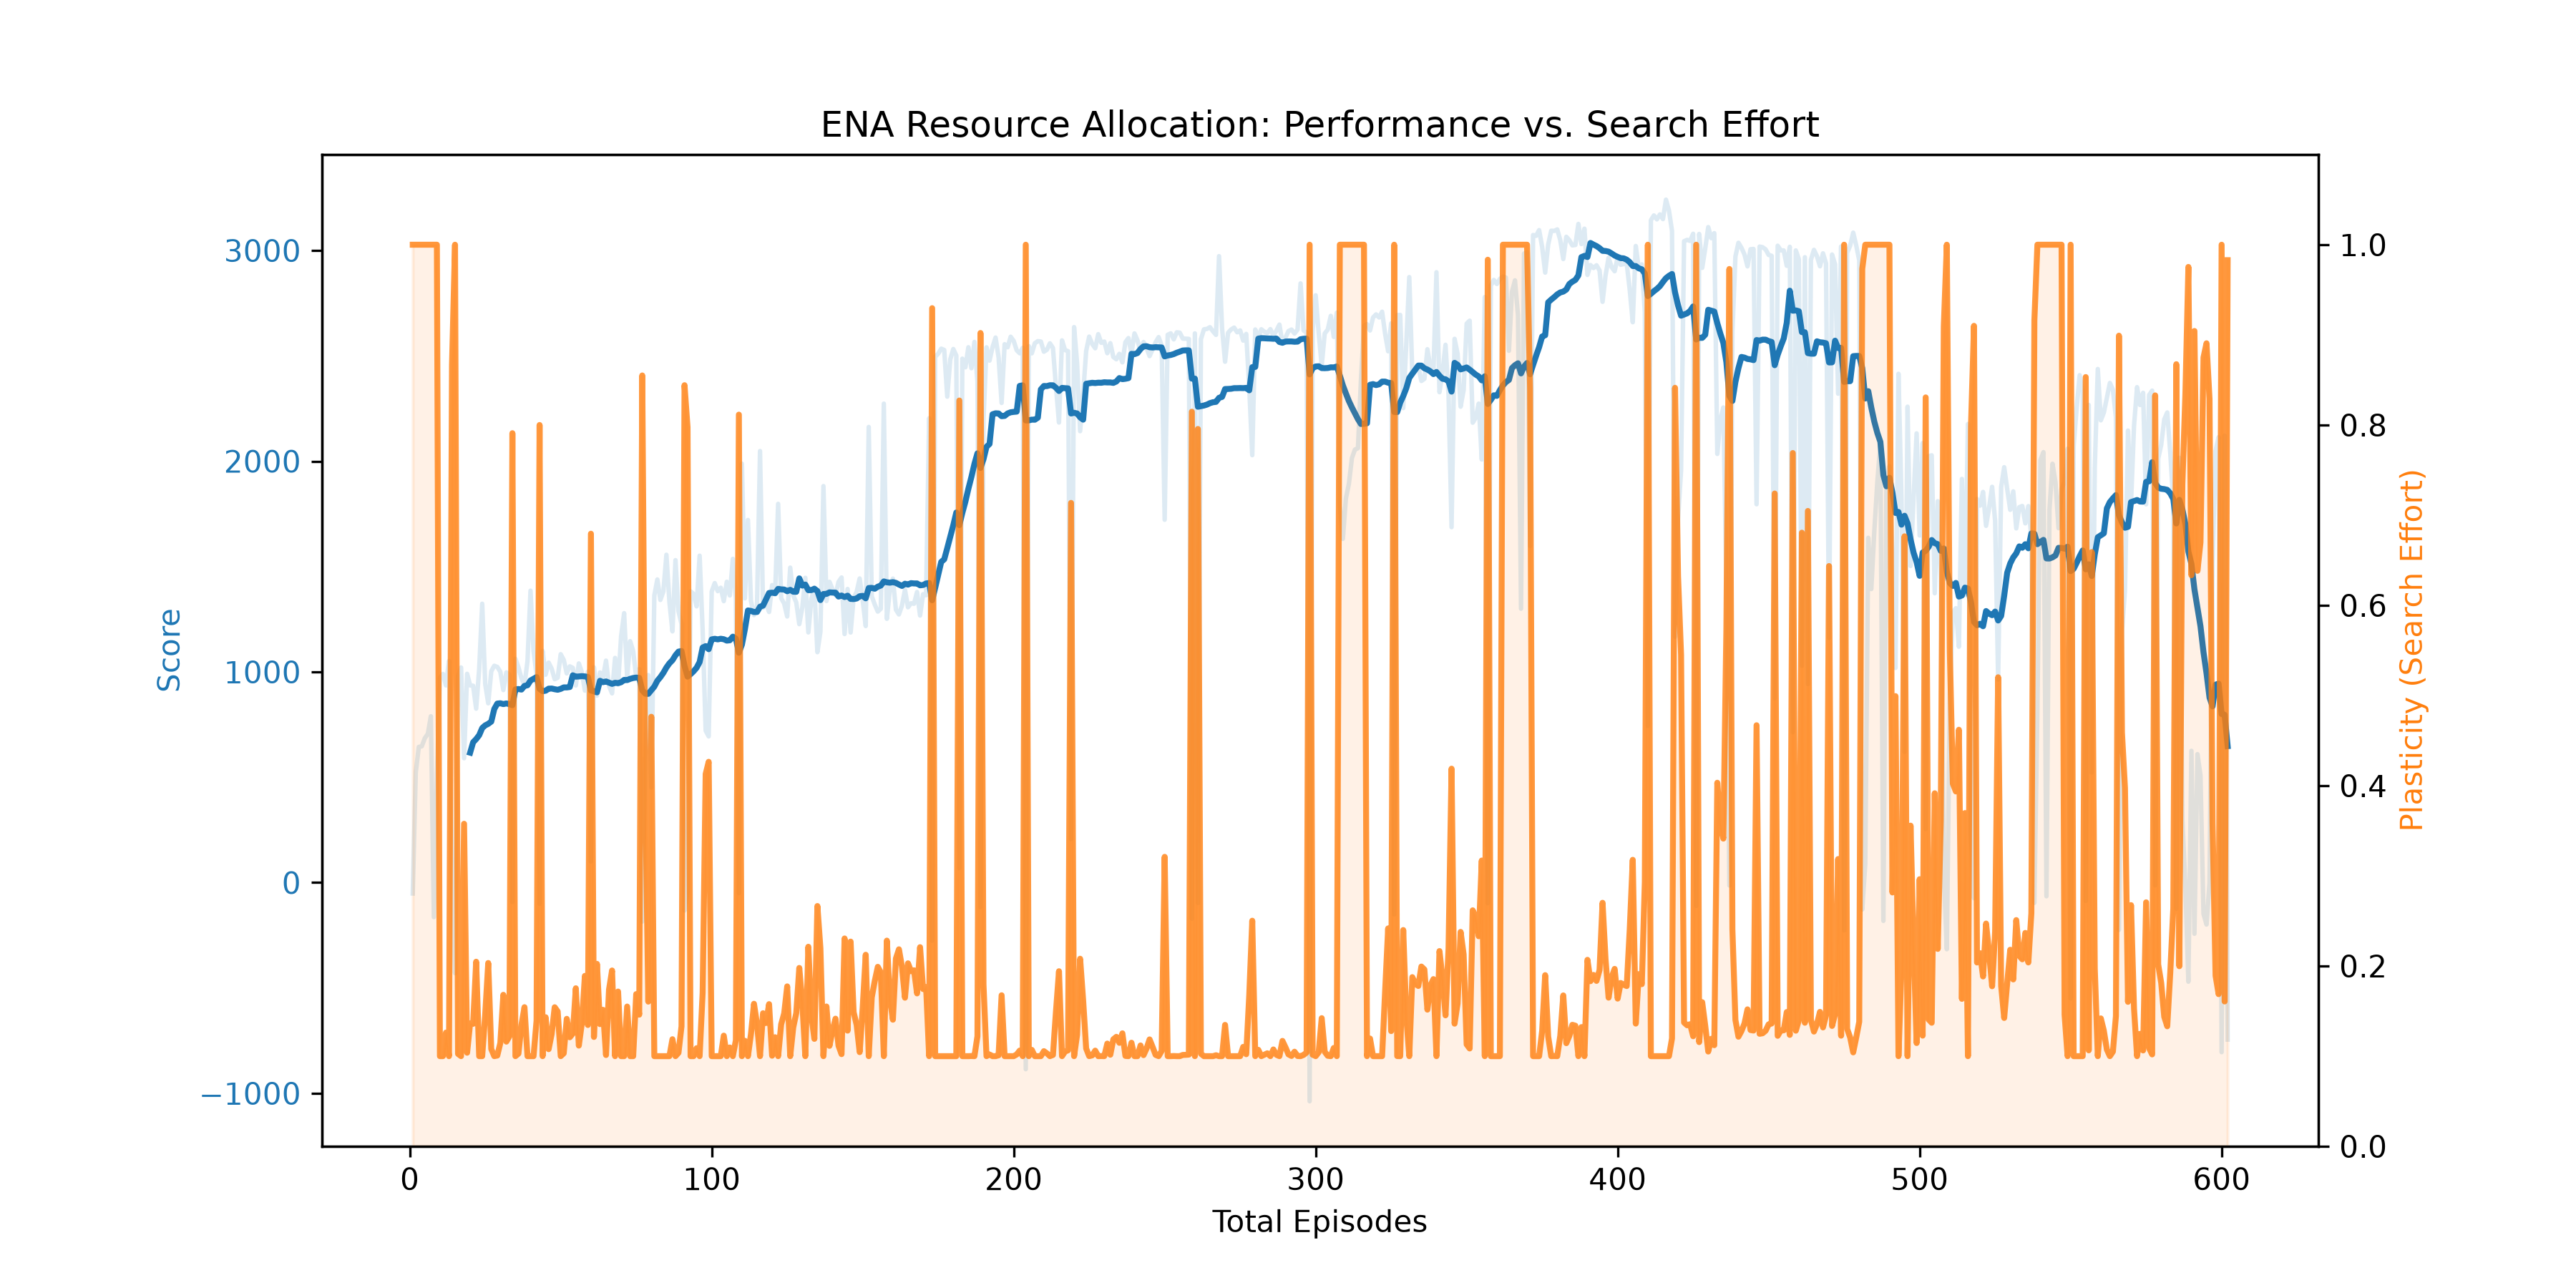 ENA Resource Allocation: Performance vs. Search Effort
3000
2000
1000
0
−1000
Score
1.0
0.8
0.6
0.4
0.2
0.0
Plasticity (Search Effort)
0 100 200 300 400 500 600
Total Episodes